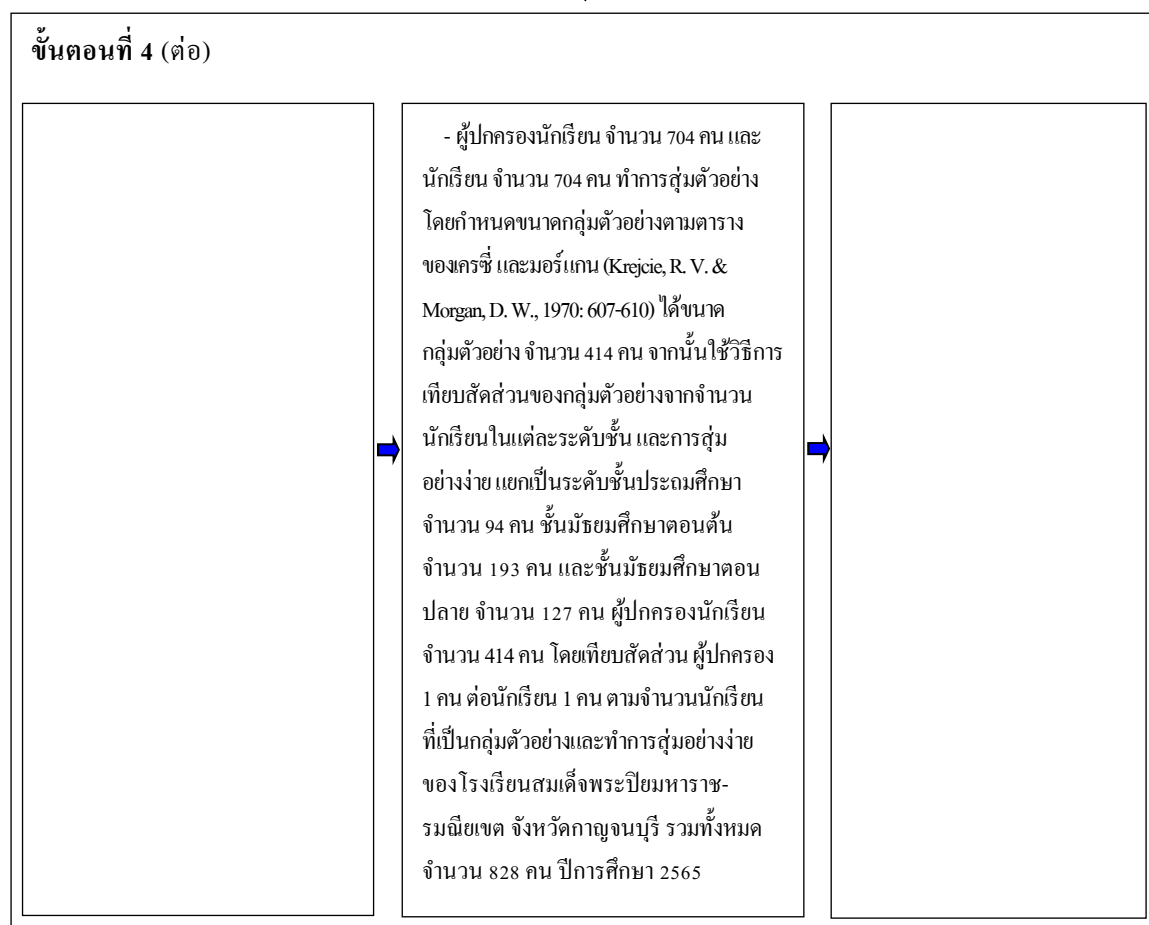 ขั้นตอนที่ 4 (ต่อ)
- ผู้ปกครองนักเรียน จำนวน 704 คน และ
นักเรียน จำนวน 704 คน ทำการสุ่มตัวอย่าง
โดยกำหนดขนาดกลุ่มตัวอย่างตามตาราง
ของเครซี่ และมอร์แกน (Krejcie, R. V. &
Morgan, D. W., 1970: 607-610) ได้ขนาด
กลุ่มตัวอย่าง จำนวน 414 คน จากนั้นใช้วิธีการ
เทียบสัดส่วนของกลุ่มตัวอย่างจากจำนวน
นักเรียนในแต่ละระดับชั้น และการสุ่ม
อย่างง่าย แยกเป็นระดับชั้นประถมศึกษา
จำนวน 94 คน ชั้นมัธยมศึกษาตอนต้น
จำนวน 193 คน และชั้นมัธยมศึกษาตอน
ปลาย จำนวน 127 คน ผู้ปกครองนักเรียน
จำนวน 414 คน โดยเทียบสัดส่วน ผู้ปกครอง
1 คน ต่อนักเรียน 1 คน ตามจำนวนนักเรียน
ที่เป็นกลุ่มตัวอย่างและทำการสุ่มอย่างง่าย
ของโรงเรียนสมเด็จพระปิยมหาราช-
รมณียเขต จังหวัดกาญจนบุรี รวมทั้งหมด
จำนวน 828 คน ปีการศึกษา 2565